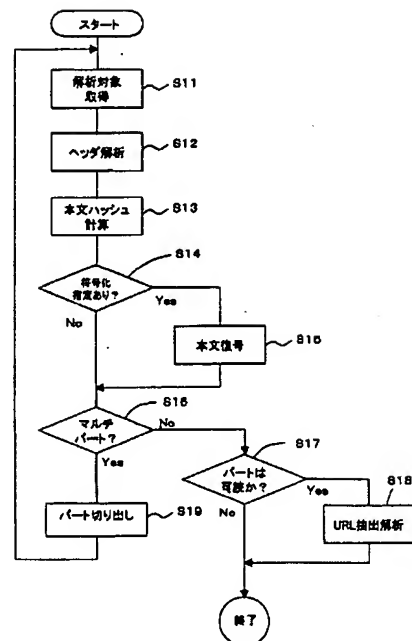 スタート
解析対象
取得
S11
ヘッダ解析
S12
本文ハッシュ
計算
S13
S14
符号化
指定あり？
Yes
No
本文復号
S15
S16
マルチ
パート？
No
Yes
S17
パートは
可読か？
Yes
No
S18
URL抽出解析
パート切り出し
S19
終了